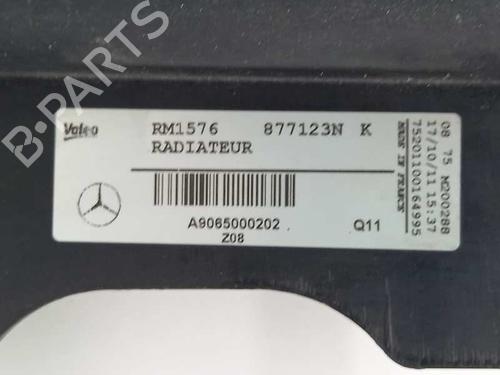 B-PARTS
Valeo
RM1576 877123N K
RADIATEUR
A9065000202
Z08
Q11
08 75 M200288
17/10/11 15:37
75201100164995
MADE IN FRANCE